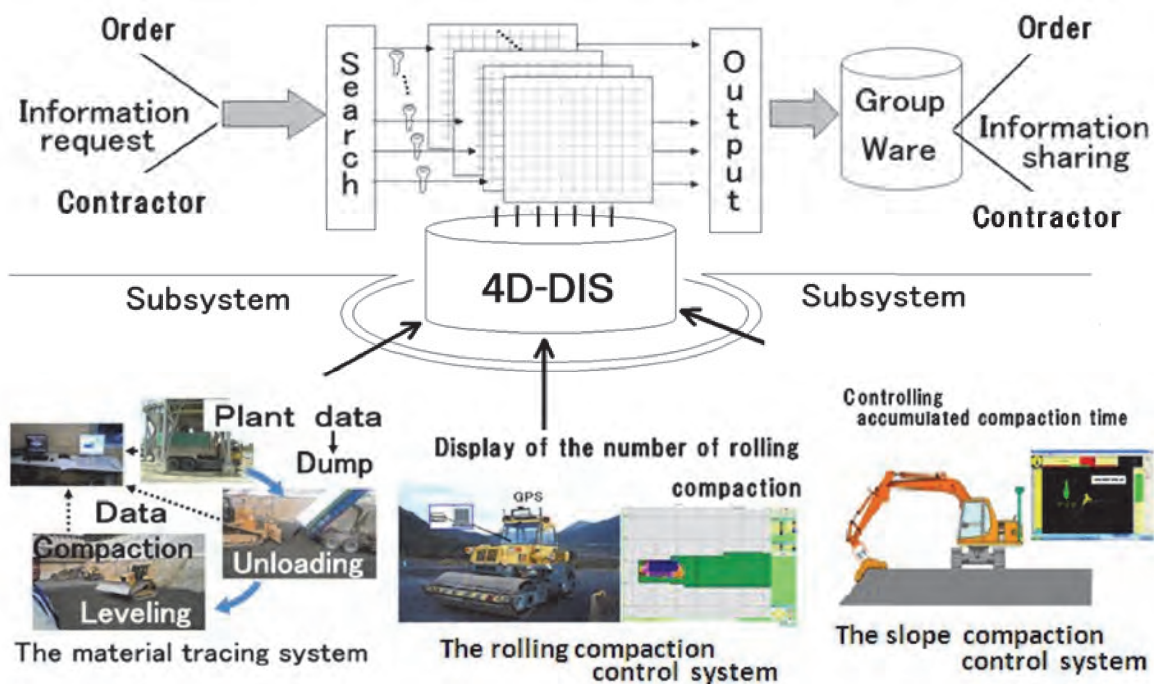 Order
Information
request
Contractor
Search
Output
Group
Ware
Order
Information
sharing
Contractor
Subsystem
4D-DIS
Subsystem
Plant data
Dump
Data
Compaction
Unloading
Leveling
The material tracing system
Display of the number of rolling
compaction
GPS
The rolling compaction
control system
Controlling
accumulated compaction time
The slope compaction
control system